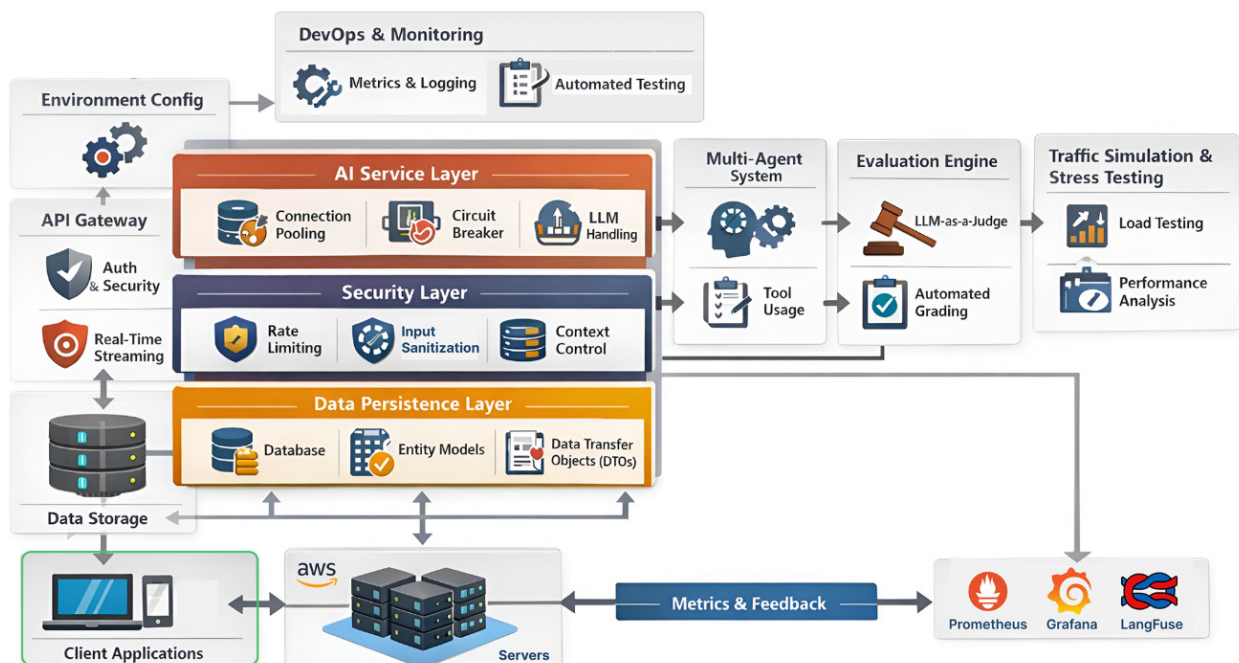 DevOps & Monitoring
Metrics & Logging
Automated Testing
Environment Config
API Gateway
Auth
& Security
Real-Time
Streaming
AI Service Layer
Connection
Pooling
Circuit
Breaker
LLM
Handling
Security Layer
Rate
Limiting
Input
Sanitization
Context
Control
Data Persistence Layer
Database
Entity Models
Data Transfer
Objects (DTOs)
Multi-Agent
System
Tool
Usage
Evaluation Engine
LLM-as-a-Judge
Automated
Grading
Traffic Simulation &
Stress Testing
Load Testing
Performance
Analysis
Data Storage
Client Applications
aws
Servers
Metrics & Feedback
Prometheus
Grafana
LangFuse